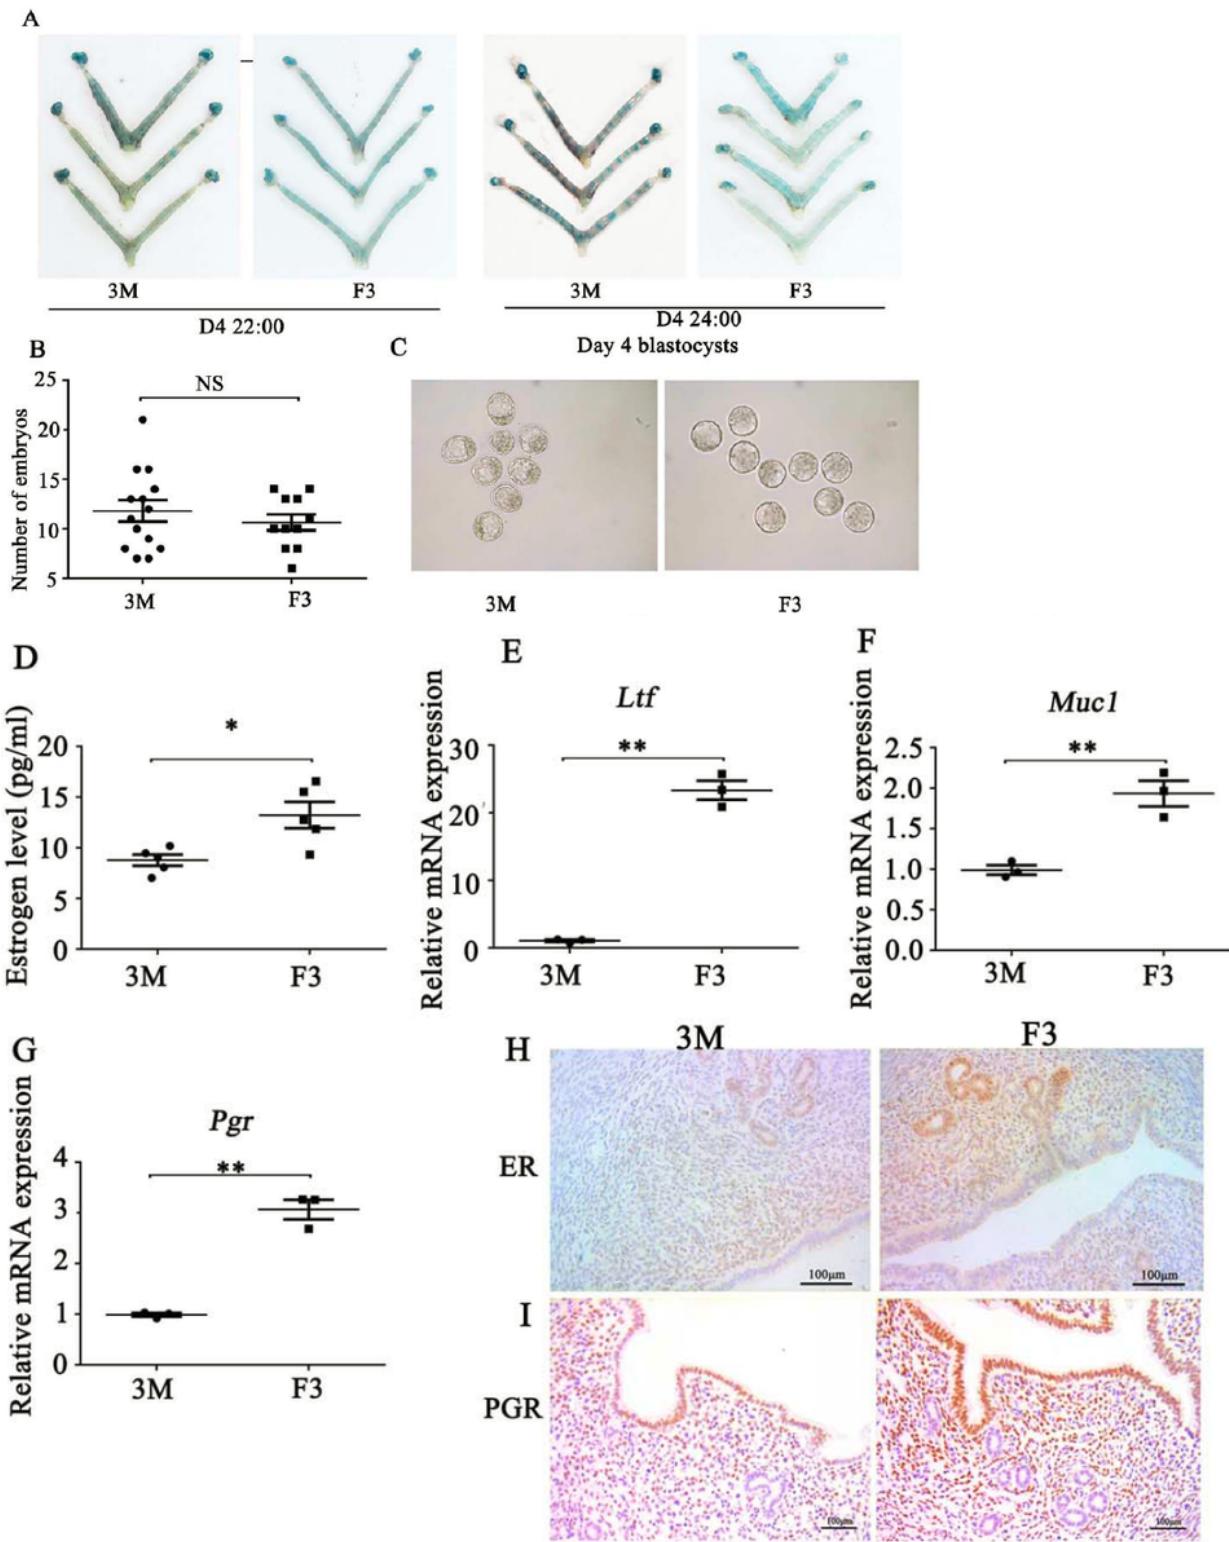 A
3M
F3
3M
F3
D4 22:00
D4 24:00
B
C
Day 4 blastocysts
Number of embryos
25
20
15
10
5
NS
3M
F3
3M
F3
D
E
F
Estrogen level (pg/ml)
20
15
10
5
0
*
3M
F3
Relative mRNA expression
Ltf
30
20
10
0
**
3M
F3
Relative mRNA expression
Muc1
2.5
2.0
1.5
1.0
0.5
0.0
**
3M
F3
G
Relative mRNA expression
Pgr
4
3
2
1
0
**
3M
F3
H
3M
F3
ER
100μm
100μm
I
PGR
100μm
100μm